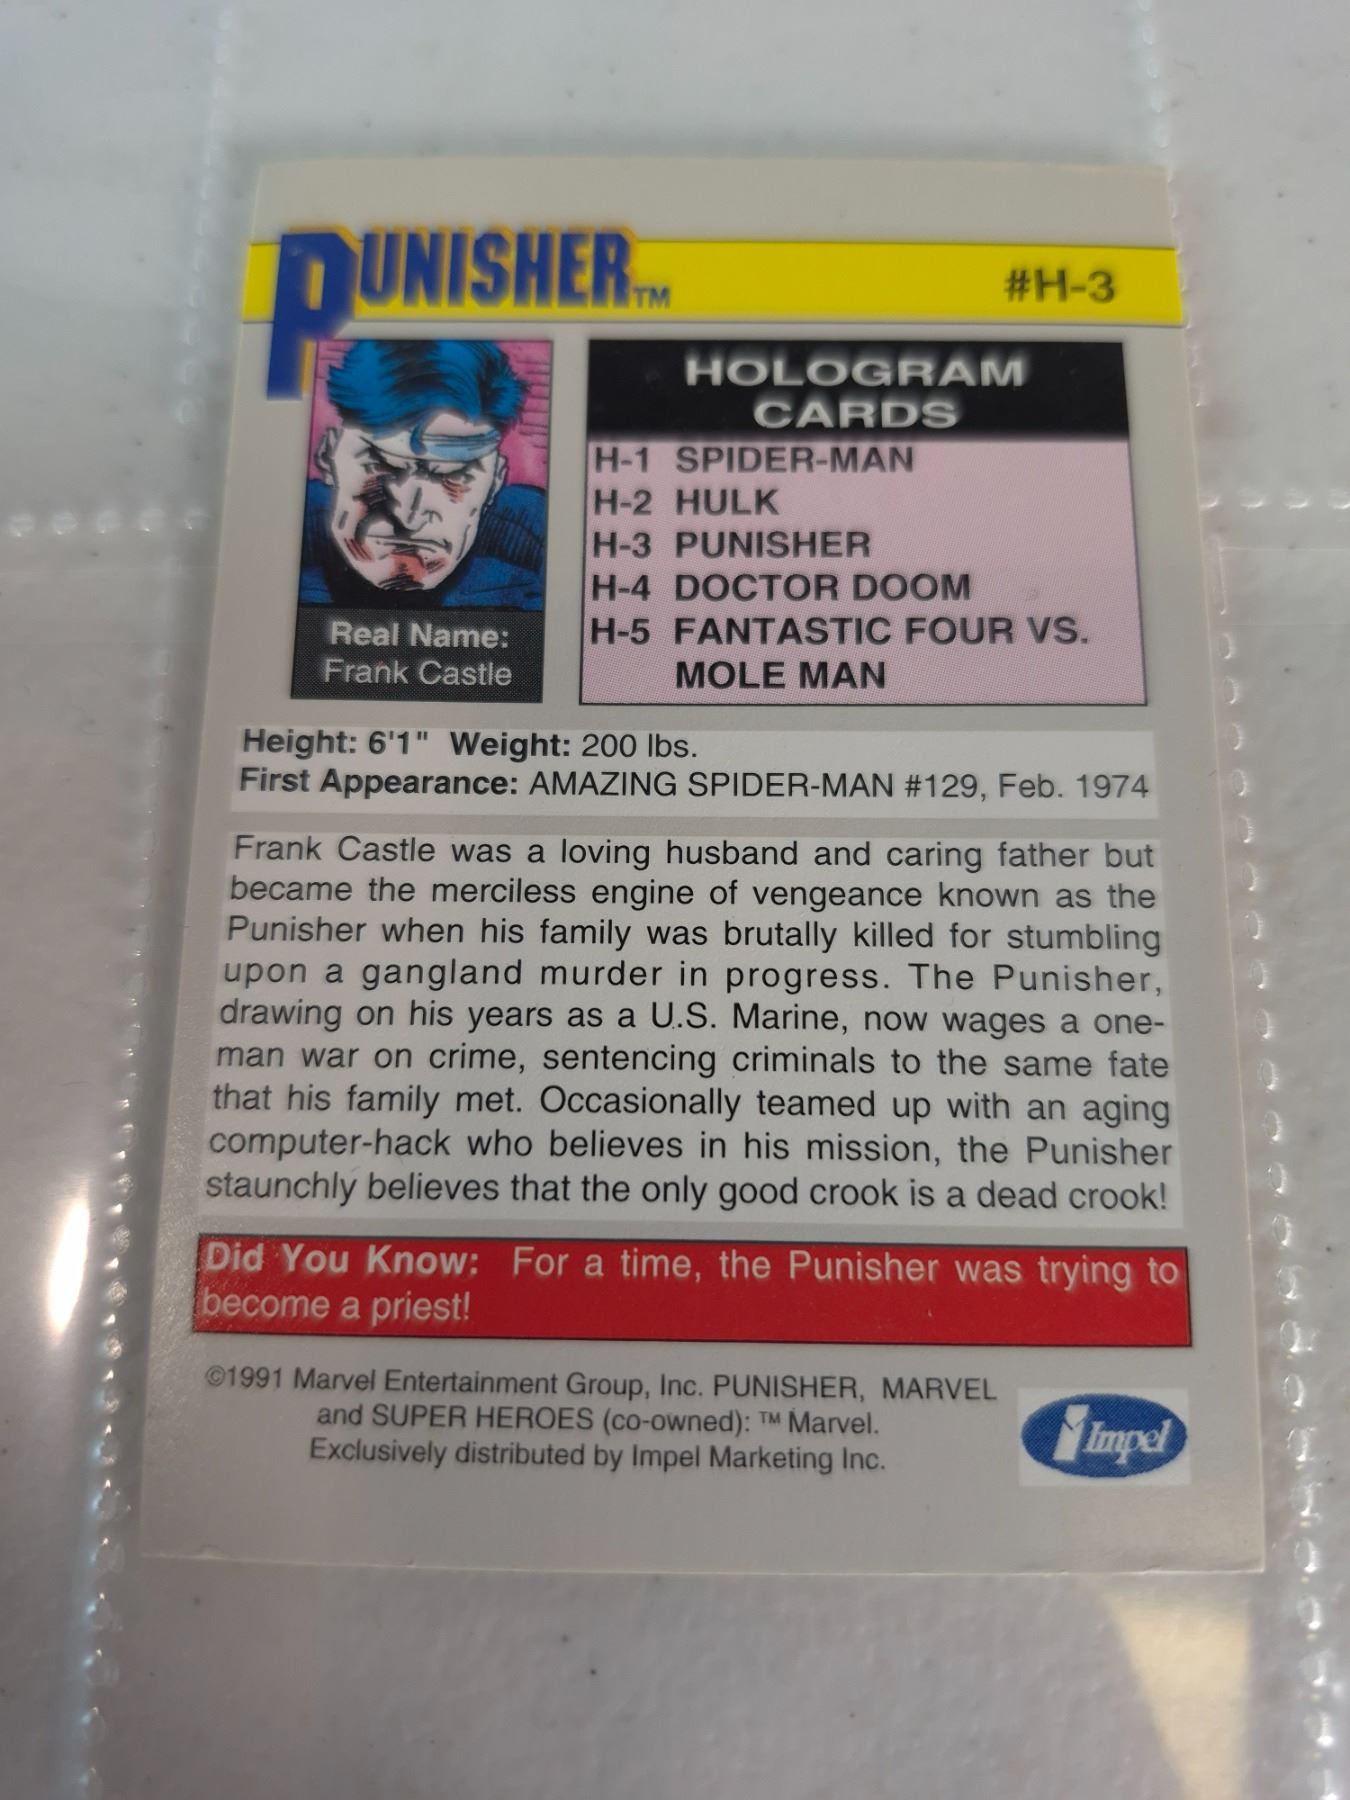 PUNISHER™
#H-3
HOLOGRAM
CARDS
H-1 SPIDER-MAN
H-2 HULK
H-3 PUNISHER
H-4 DOCTOR DOOM
H-5 FANTASTIC FOUR VS.
MOLE MAN
Real Name:
Frank Castle
Height: 6'1" Weight: 200 lbs.
First Appearance: AMAZING SPIDER-MAN #129, Feb. 1974
Frank Castle was a loving husband and caring father but
became the merciless engine of vengeance known as the
Punisher when his family was brutally killed for stumbling
upon a gangland murder in progress. The Punisher,
drawing on his years as a U.S. Marine, now wages a one-
man war on crime, sentencing criminals to the same fate
that his family met. Occasionally teamed up with an aging
computer-hack who believes in his mission, the Punisher
staunchly believes that the only good crook is a dead crook!
Did You Know: For a time, the Punisher was trying to
become a priest!
©1991 Marvel Entertainment Group, Inc. PUNISHER, MARVEL
and SUPER HEROES (co-owned): ™ Marvel.
Exclusively distributed by Impel Marketing Inc.
Impel